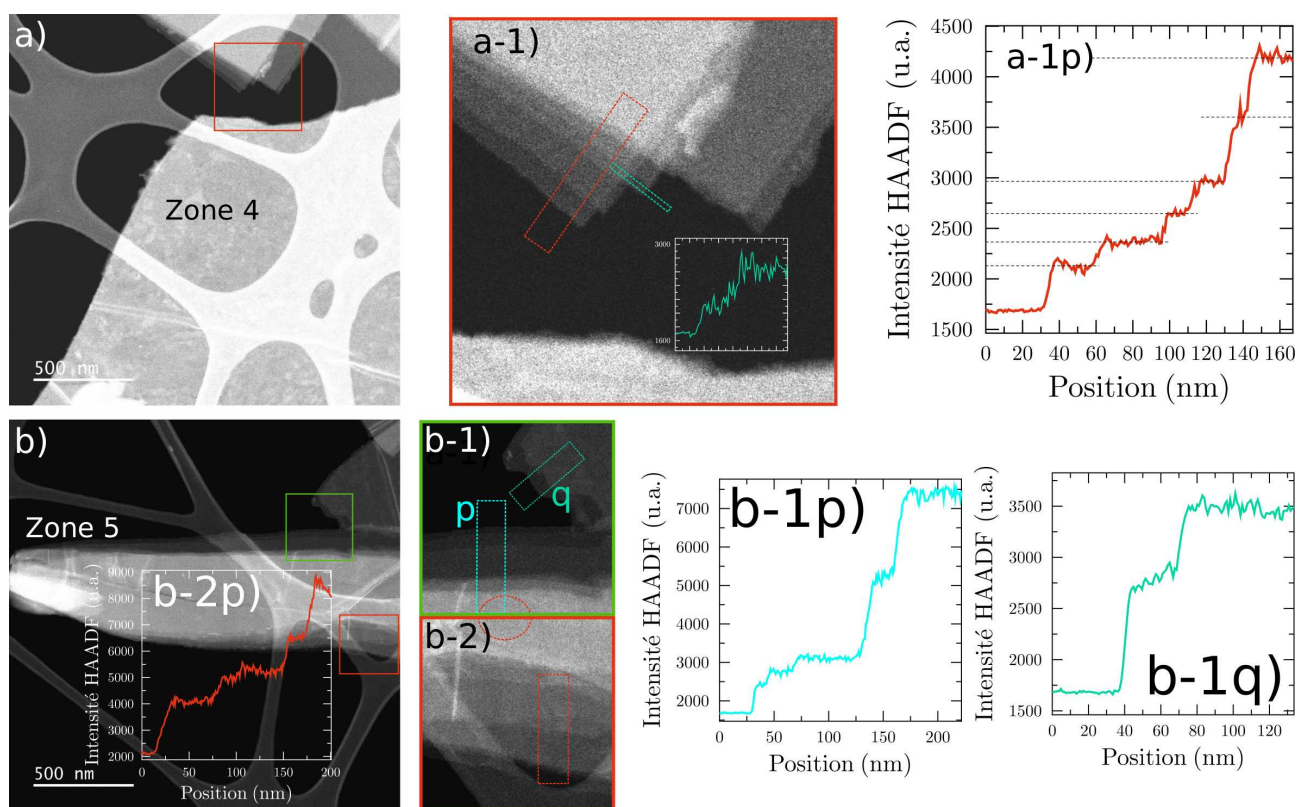 a)
Zone 4
500 nm
a-1)
3000
1600
a-1p)
Intensité HAADF (u.a.)
4500
4000
3500
3000
2500
2000
1500
0 20 40 60 80 100 120 140 160
Position (nm)
b)
Zone 5
500 nm
b-2p)
Intensité HAADF (u.a.)
9000
8000
7000
6000
5000
4000
3000
2000
0 50 100 150 200
Position (nm)
b-1)
a-1)
p
q
b-2)
b-1p)
Intensité HAADF (u.a.)
7000
6000
5000
4000
3000
2000
0 50 100 150 200
Position (nm)
b-1q)
Intensité HAADF (u.a.)
3500
3000
2500
2000
1500
0 20 40 60 80 100 120
Position (nm)